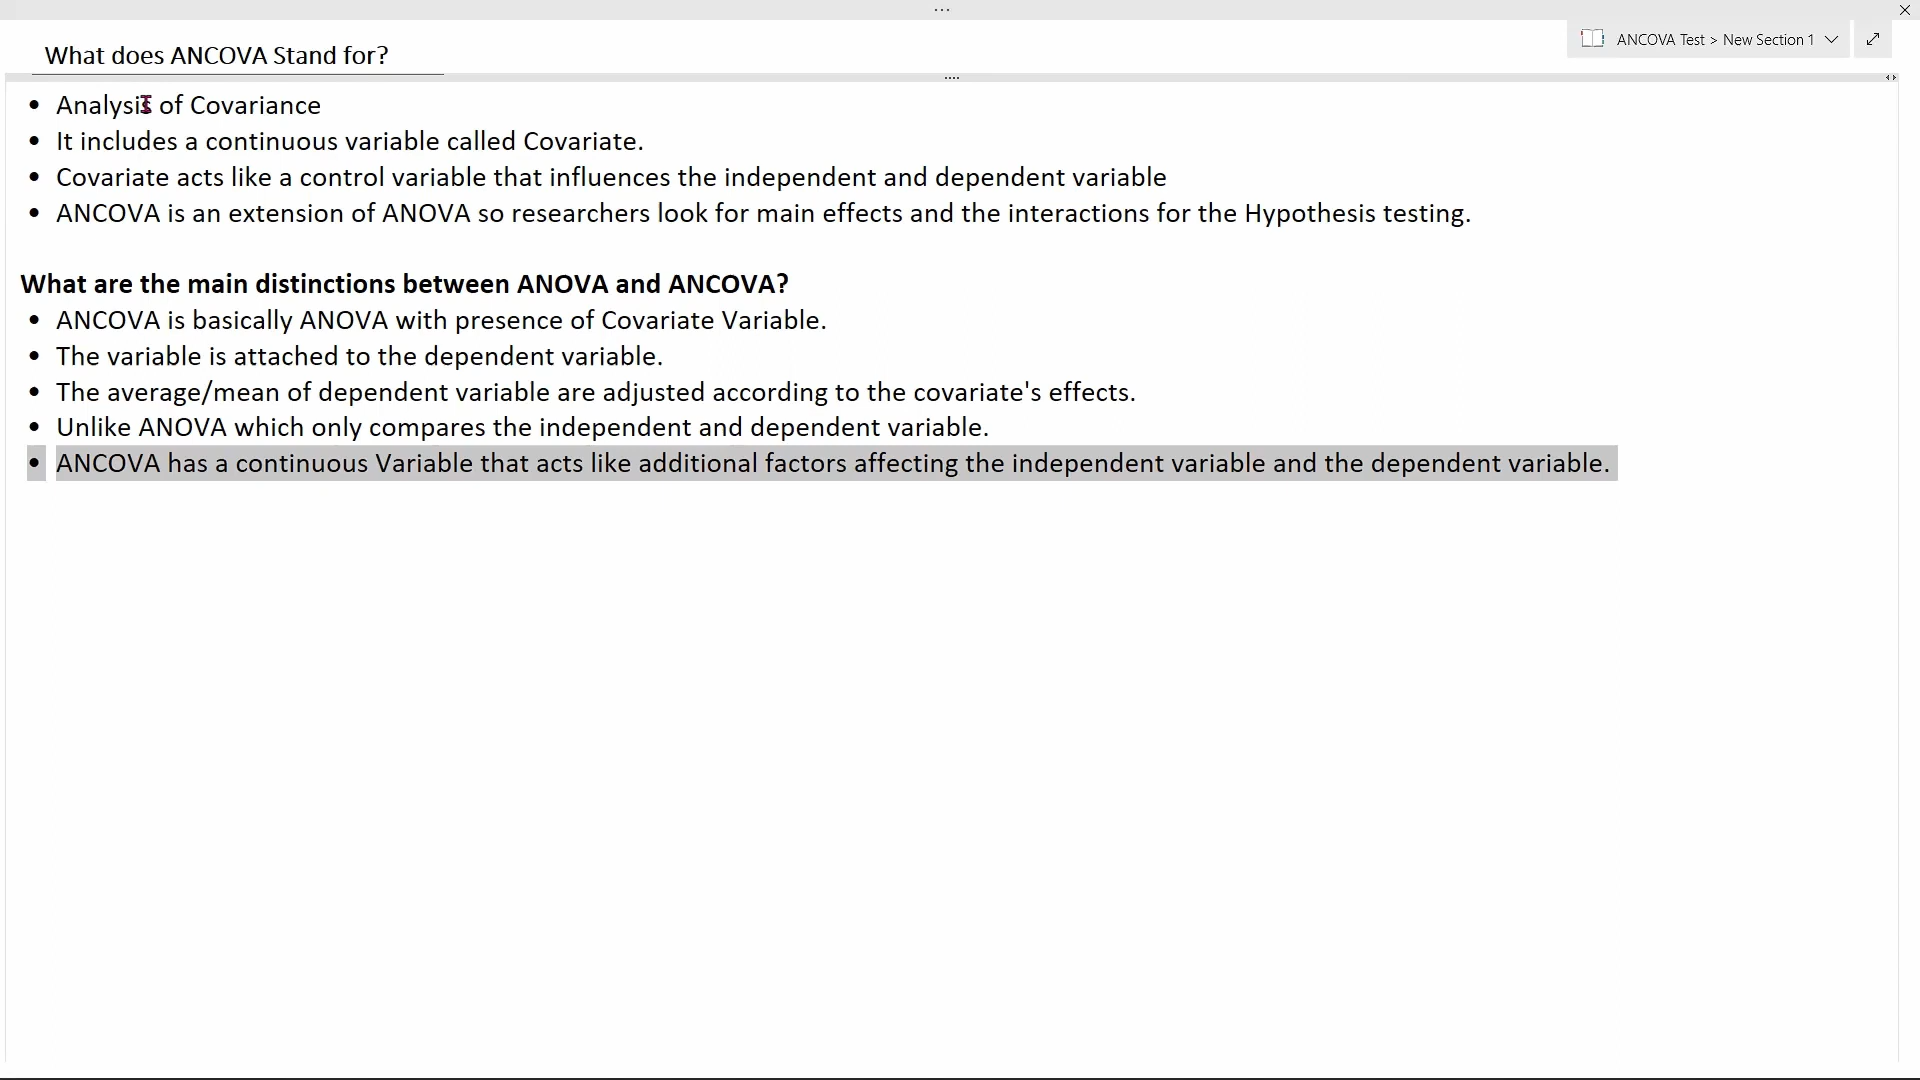 ANCOVA Test > New Section 1
What does ANCOVA Stand for?
• Analysis of Covariance
• It includes a continuous variable called Covariate.
• Covariate acts like a control variable that influences the independent and dependent variable
• ANCOVA is an extension of ANOVA so researchers look for main effects and the interactions for the Hypothesis testing.
What are the main distinctions between ANOVA and ANCOVA?
• ANCOVA is basically ANOVA with presence of Covariate Variable.
• The variable is attached to the dependent variable.
• The average/mean of dependent variable are adjusted according to the covariate's effects.
• Unlike ANOVA which only compares the independent and dependent variable.
• ANCOVA has a continuous Variable that acts like additional factors affecting the independent variable and the dependent variable.